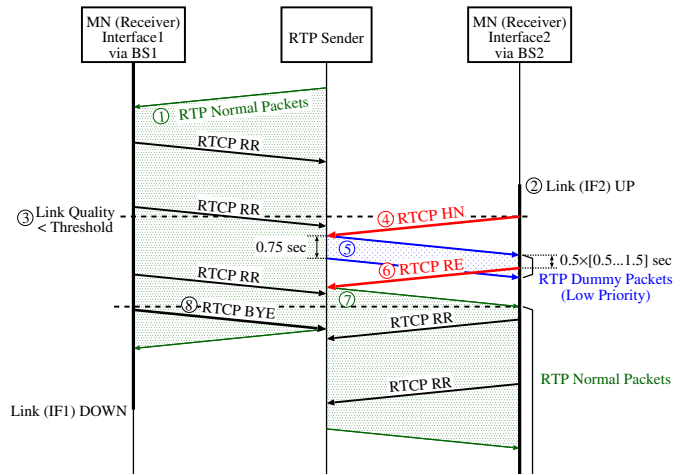 MN (Receiver)
Interface1
via BS1
RTP Sender
MN (Receiver)
Interface2
via BS2
① RTP Normal Packets
RTCP RR
② Link (IF2) UP
③ Link Quality
< Threshold
RTCP RR
④ RTCP HN
0.75 sec
⑤
0.5×[0.5...1.5] sec
⑥ RTCP RE
RTP Dummy Packets
(Low Priority)
RTCP RR
⑦
⑧ RTCP BYE
RTCP RR
RTP Normal Packets
RTCP RR
Link (IF1) DOWN